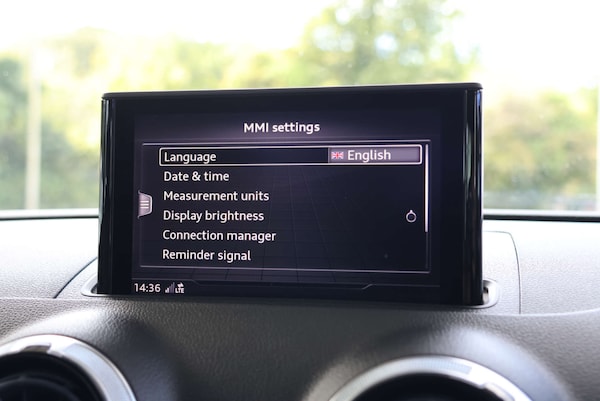 MMI settings
Language English
Date & time
Measurement units
Display brightness
Connection manager
Reminder signal
14:36 LTE